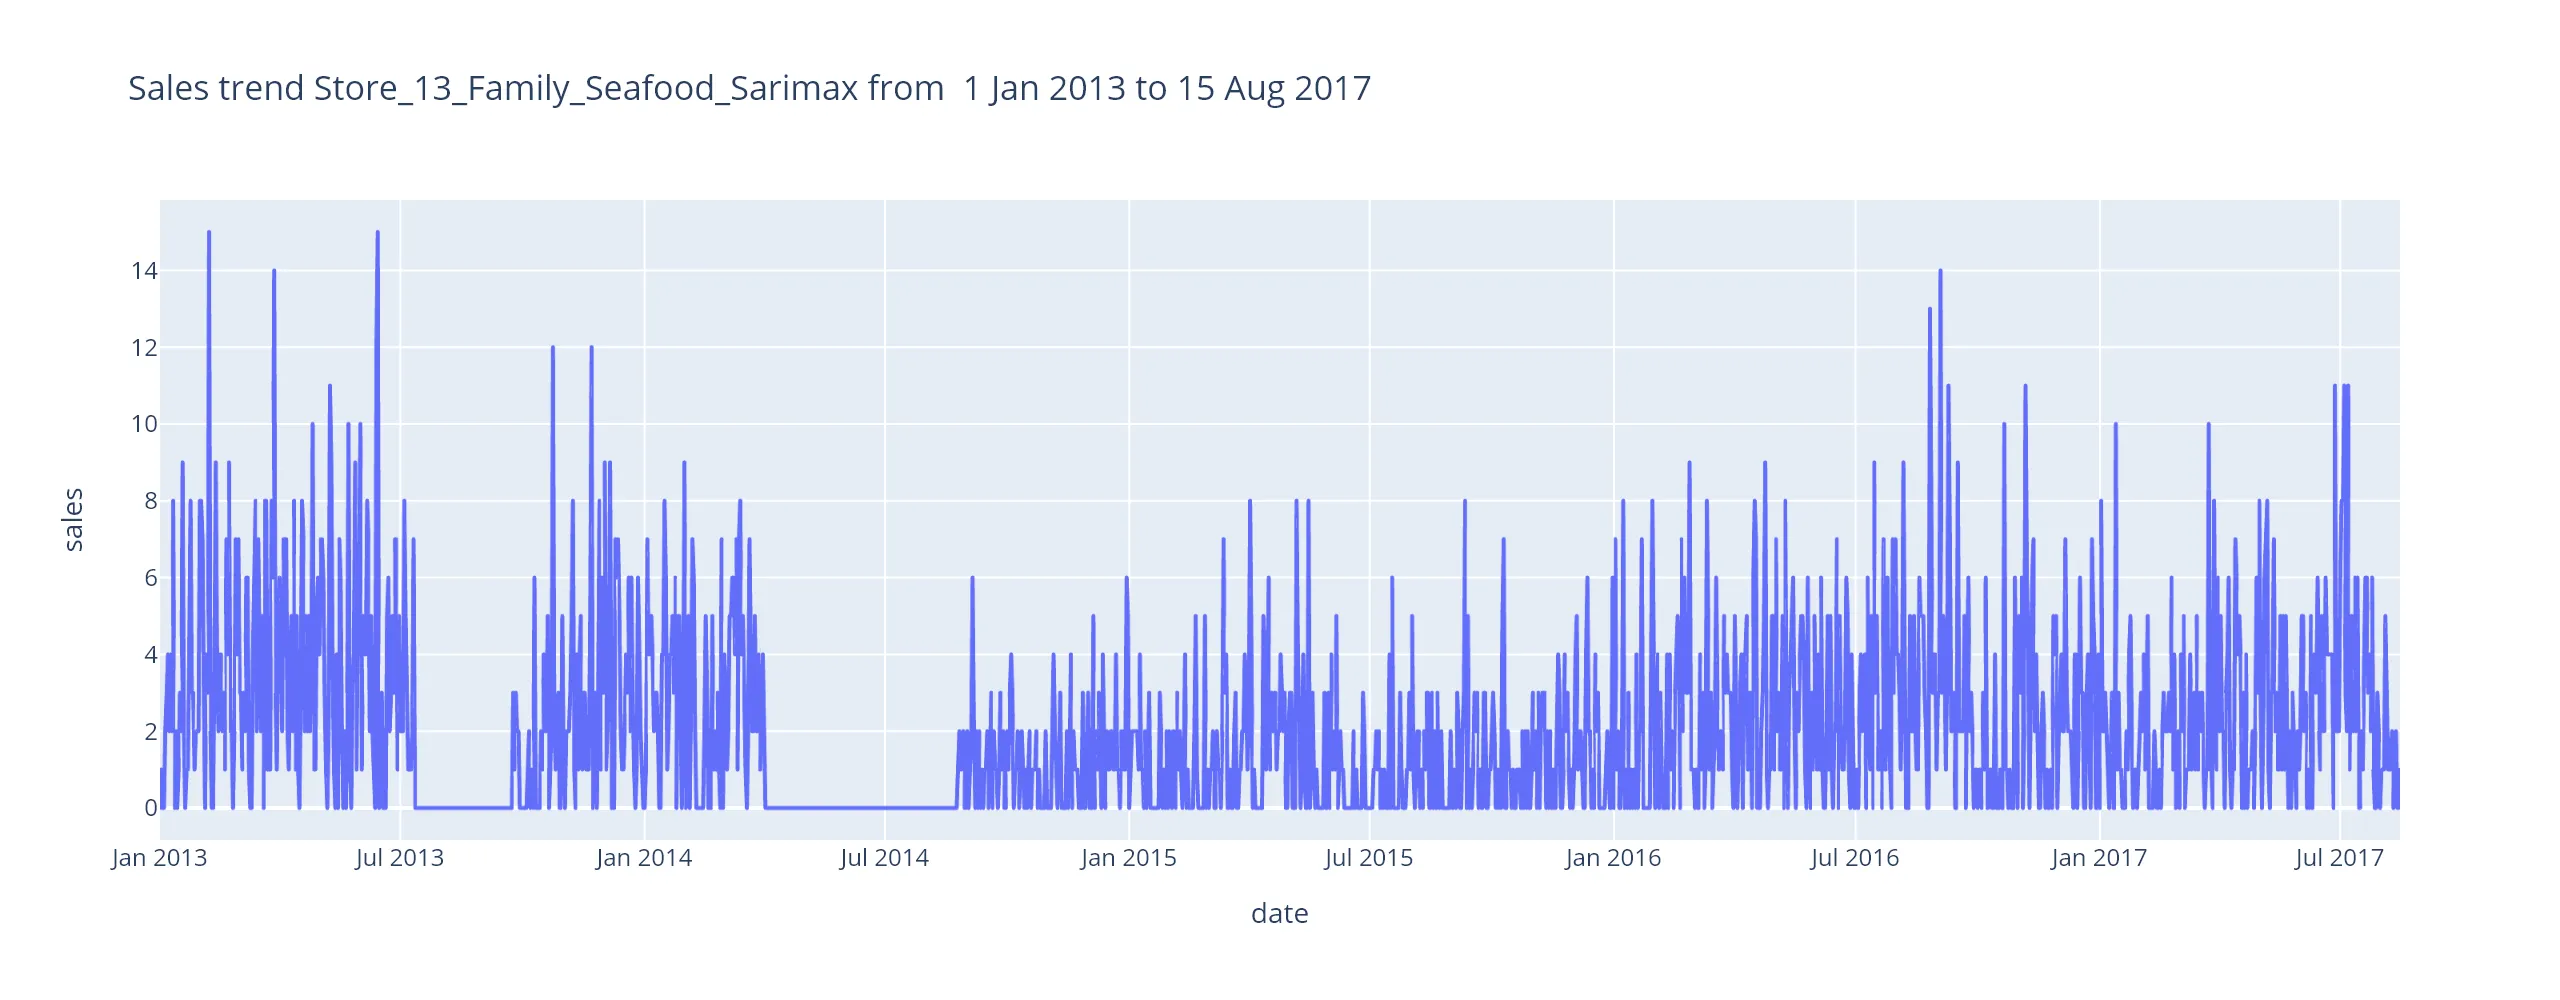 Sales trend Store_13_Family_Seafood_Sarimax from  1 Jan 2013 to 15 Aug 2017
14
12
10
8
6
4
2
0
sales
Jan 2013 Jul 2013 Jan 2014 Jul 2014 Jan 2015 Jul 2015 Jan 2016 Jul 2016 Jan 2017 Jul 2017
date